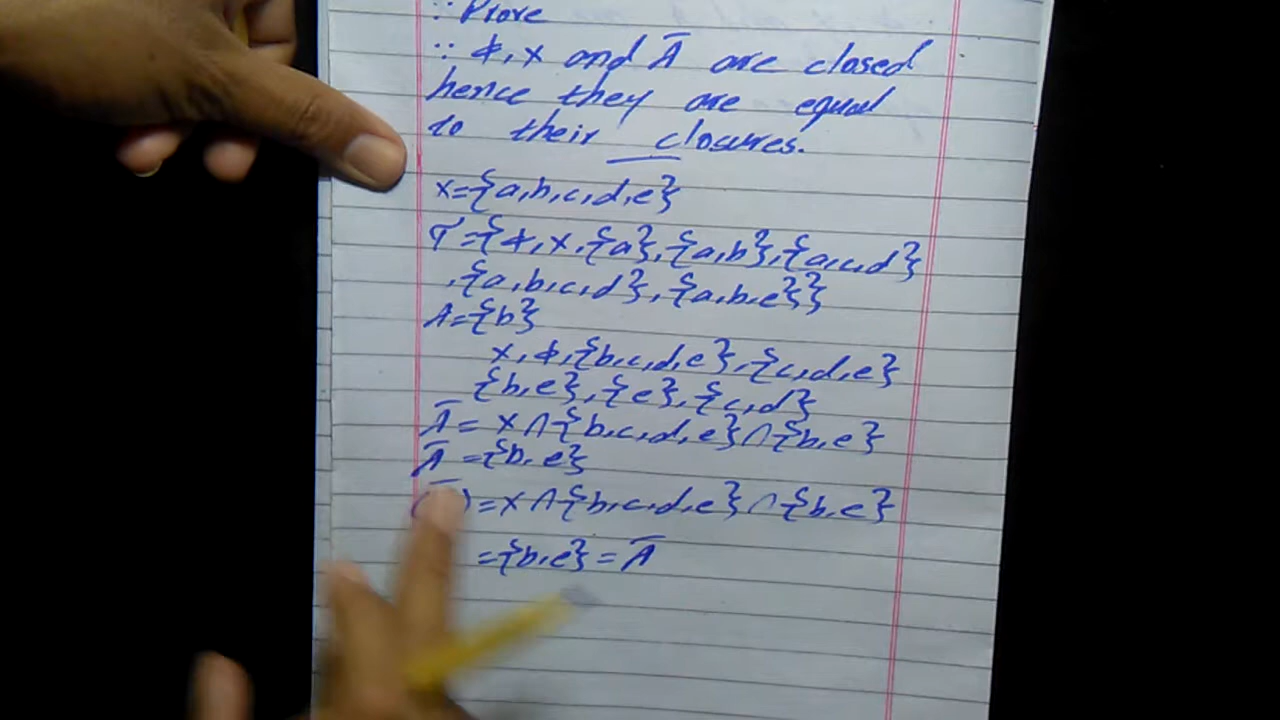 ∵ Prove
∵ ϕ, x and A̅ are closed
hence they are equal
to their closures.
x={a,b,c,d,e}
τ={ϕ,x,{a},{a,b},{a,c,d}
,{a,b,c,d},{a,b,e}}
A={b}
x,ϕ,{b,c,d,e},{c,d,e}
{b,e},{e},{c,d}
A̅ = x∩{b,c,d,e}∩{b,e}
A̅ ={b,e}
( )=x∩{b,c,d,e}∩{b,e}
={b,e}=A̅